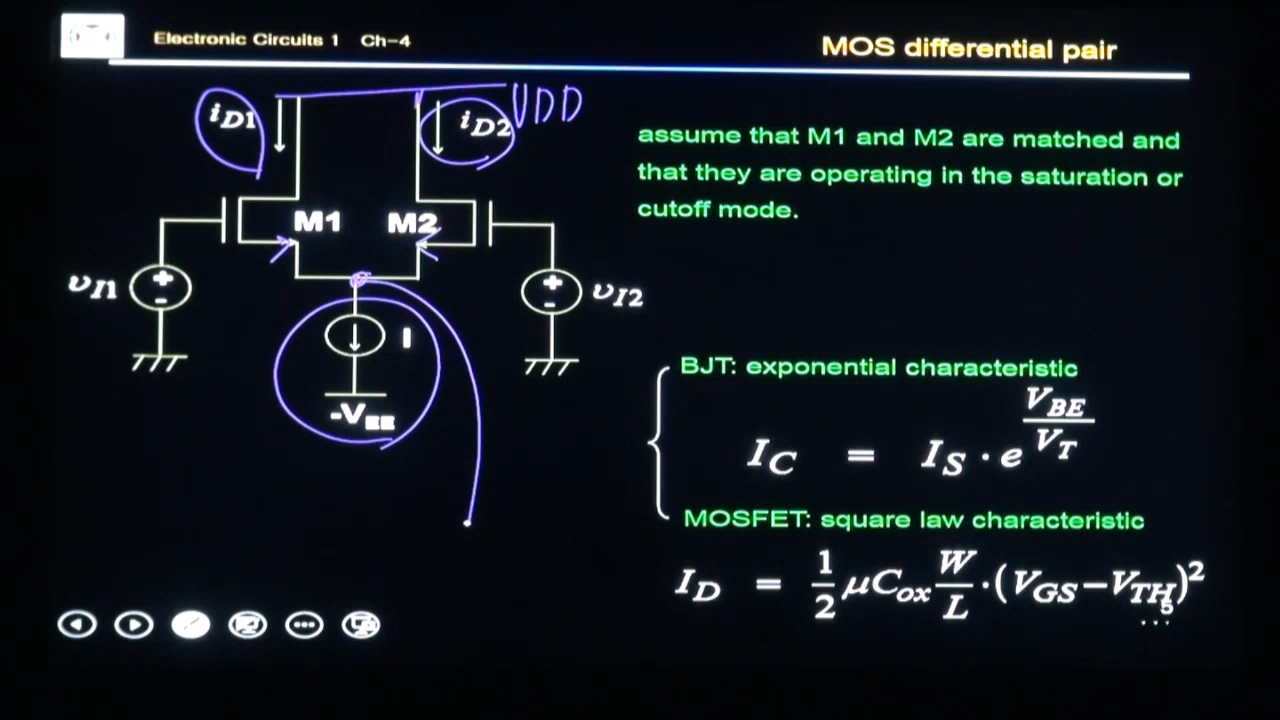 Electronic Circuits 1 Ch-4
MOS differential pair
iD1
iD2
VDD
assume that M1 and M2 are matched and
that they are operating in the saturation or
cutoff mode.
M1
M2
υI1
+
-
+
-
υI2
I
-VEE
BJT: exponential characteristic
IC = IS · e^(VBE/VT)
MOSFET: square law characteristic
ID = 1/2 μCox W/L · (VGS−VTH)²
5